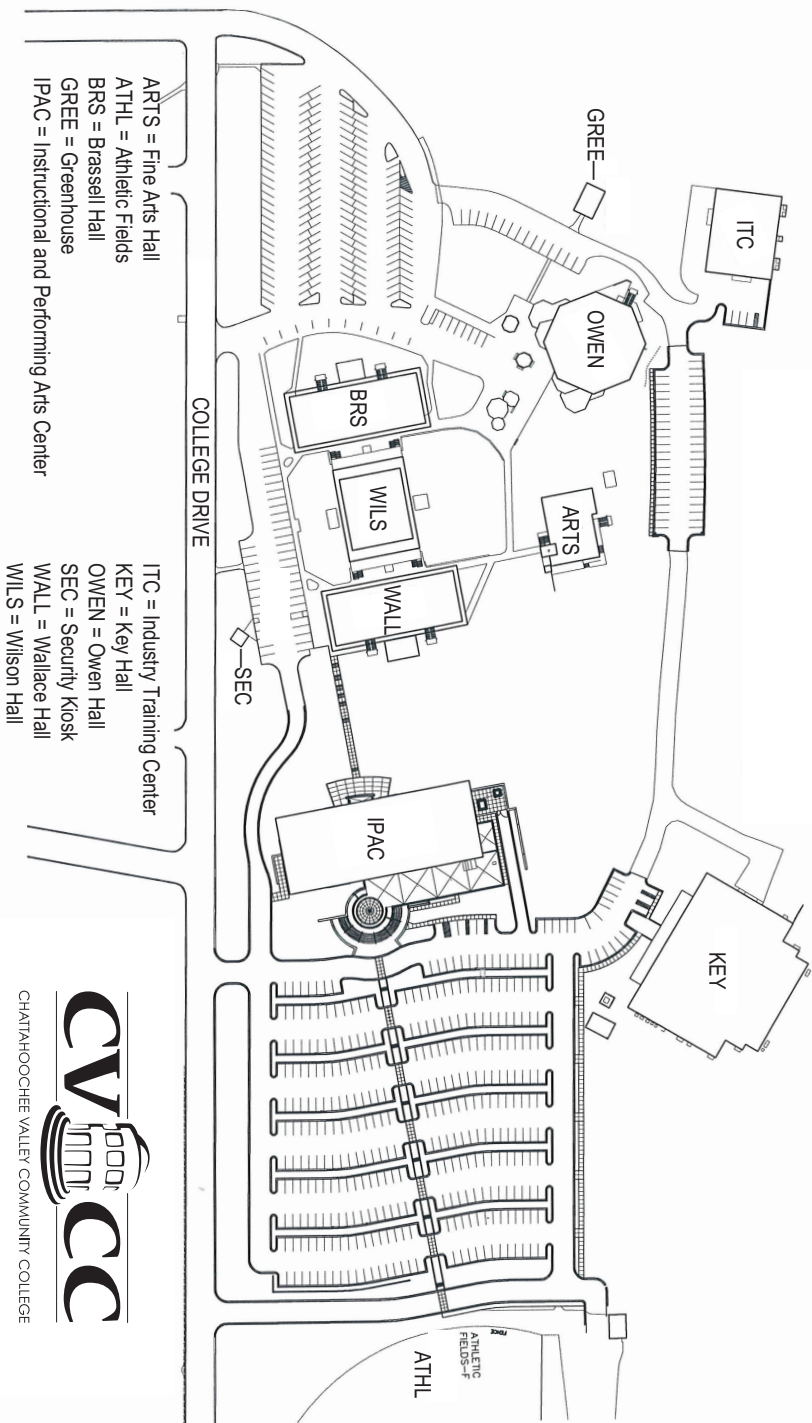 ITC
GREE
OWEN
ARTS
BRS
WILS
WALL
SEC
IPAC
KEY
ATHLETIC
FIELDS-F
FENCE
ATHL
COLLEGE DRIVE
ARTS = Fine Arts Hall
ATHL = Athletic Fields
BRS = Brassell Hall
GREE = Greenhouse
IPAC = Instructional and Performing Arts Center
ITC = Industry Training Center
KEY = Key Hall
OWEN = Owen Hall
SEC = Security Kiosk
WALL = Wallace Hall
WILS = Wilson Hall
CV CC
CHATTAHOOCHEE VALLEY COMMUNITY COLLEGE